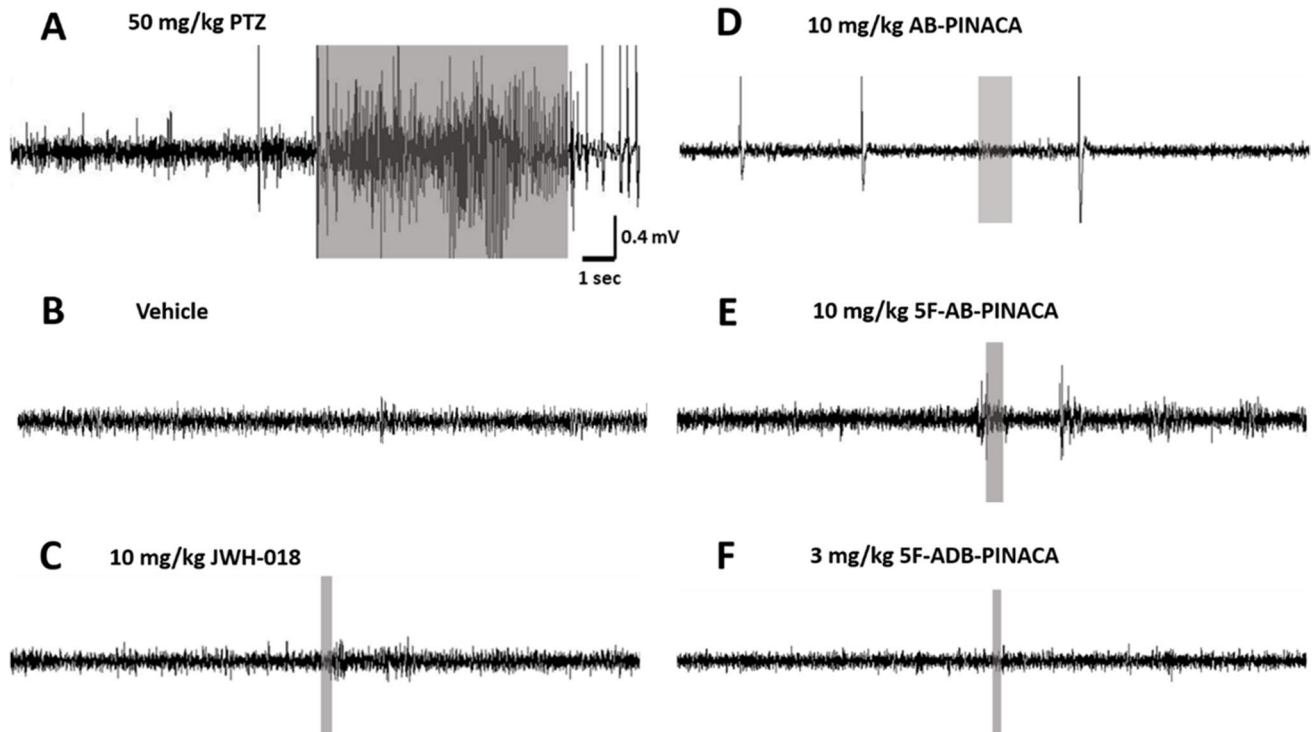 A
50 mg/kg PTZ
0.4 mV
1 sec
B
Vehicle
C
10 mg/kg JWH-018
D
10 mg/kg AB-PINACA
E
10 mg/kg 5F-AB-PINACA
F
3 mg/kg 5F-ADB-PINACA